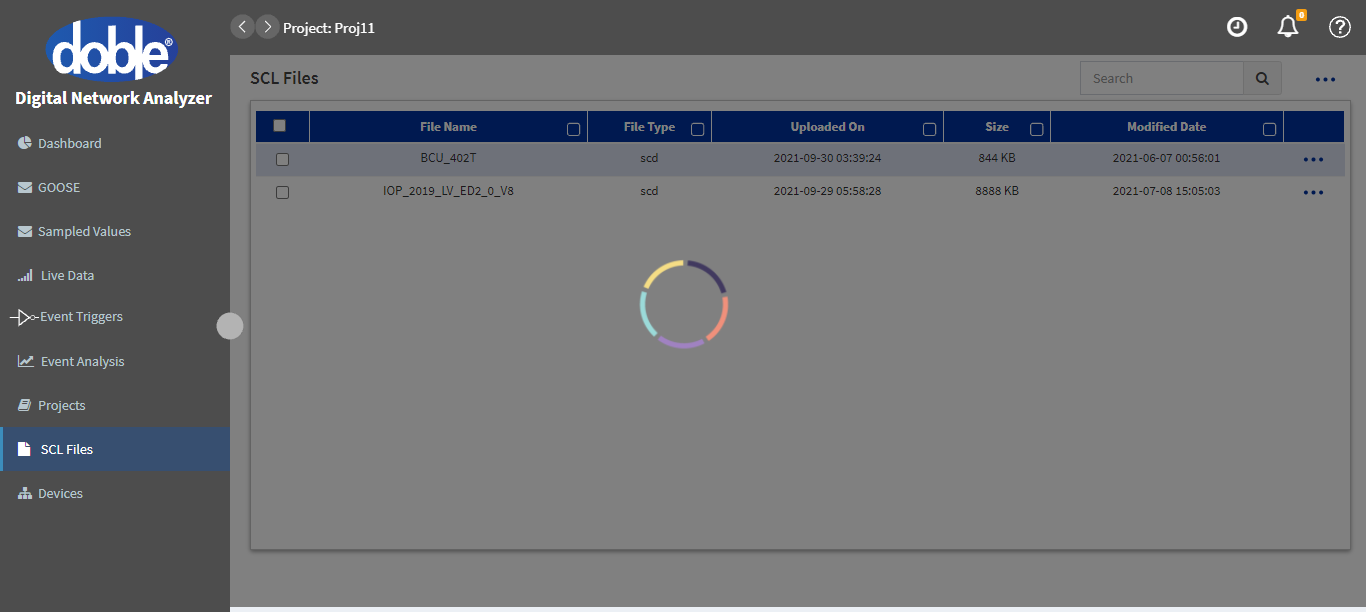 doble®
Digital Network Analyzer
Dashboard
GOOSE
Sampled Values
Live Data
Event Triggers
Event Analysis
Projects
SCL Files
Devices
Project: Proj11
0
SCL Files
Search
File Name File Type Uploaded On Size Modified Date
BCU_402T scd 2021-09-30 03:39:24 844 KB 2021-06-07 00:56:01
IOP_2019_LV_ED2_0_V8 scd 2021-09-29 05:58:28 8888 KB 2021-07-08 15:05:03